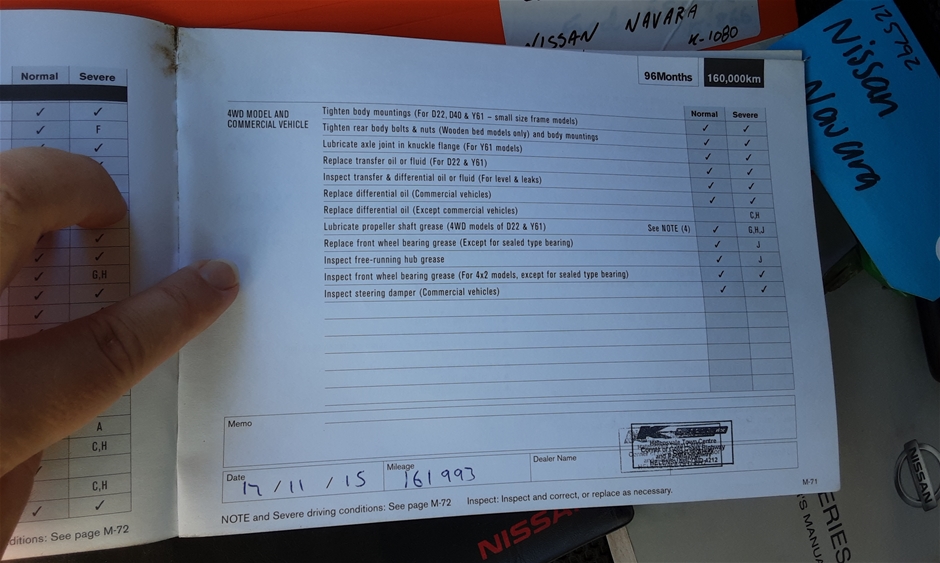 NISSAN NAVARA
K-1080
125792
Nissan
Navara
Normal Severe
✓ ✓
✓ F
✓
✓
✓ ✓
✓ G,H
✓ ✓
✓
H
A
C,H
C,H
✓ ✓
ditions: See page M-72
96Months 160,000km
Normal Severe
4WD MODEL AND
COMMERCIAL VEHICLE
Tighten body mountings (For D22, D40 & Y61 – small size frame models) ✓ ✓
Tighten rear body bolts & nuts (Wooden bed models only) and body mountings ✓ ✓
Lubricate axle joint in knuckle flange (For Y61 models) ✓ ✓
Replace transfer oil or fluid (For D22 & Y61) ✓ ✓
Inspect transfer & differential oil or fluid (For level & leaks) ✓ ✓
Replace differential oil (Commercial vehicles) ✓ ✓
Replace differential oil (Except commercial vehicles) C,H
Lubricate propeller shaft grease (4WD models of D22 & Y61) See NOTE (4) ✓ G,H,J
Replace front wheel bearing grease (Except for sealed type bearing) ✓ J
Inspect free-running hub grease ✓ J
Inspect front wheel bearing grease (For 4x2 models, except for sealed type bearing) ✓ ✓
Inspect steering damper (Commercial vehicles) ✓ ✓
Memo
Date 17/11/15
Mileage 161993
Dealer Name
Helensvale Town Centre
NOTE and Severe driving conditions: See page M-72 Inspect: Inspect and correct, or replace as necessary.
M-71
NISSAN
NISSAN
SERIES
'S MANUAL